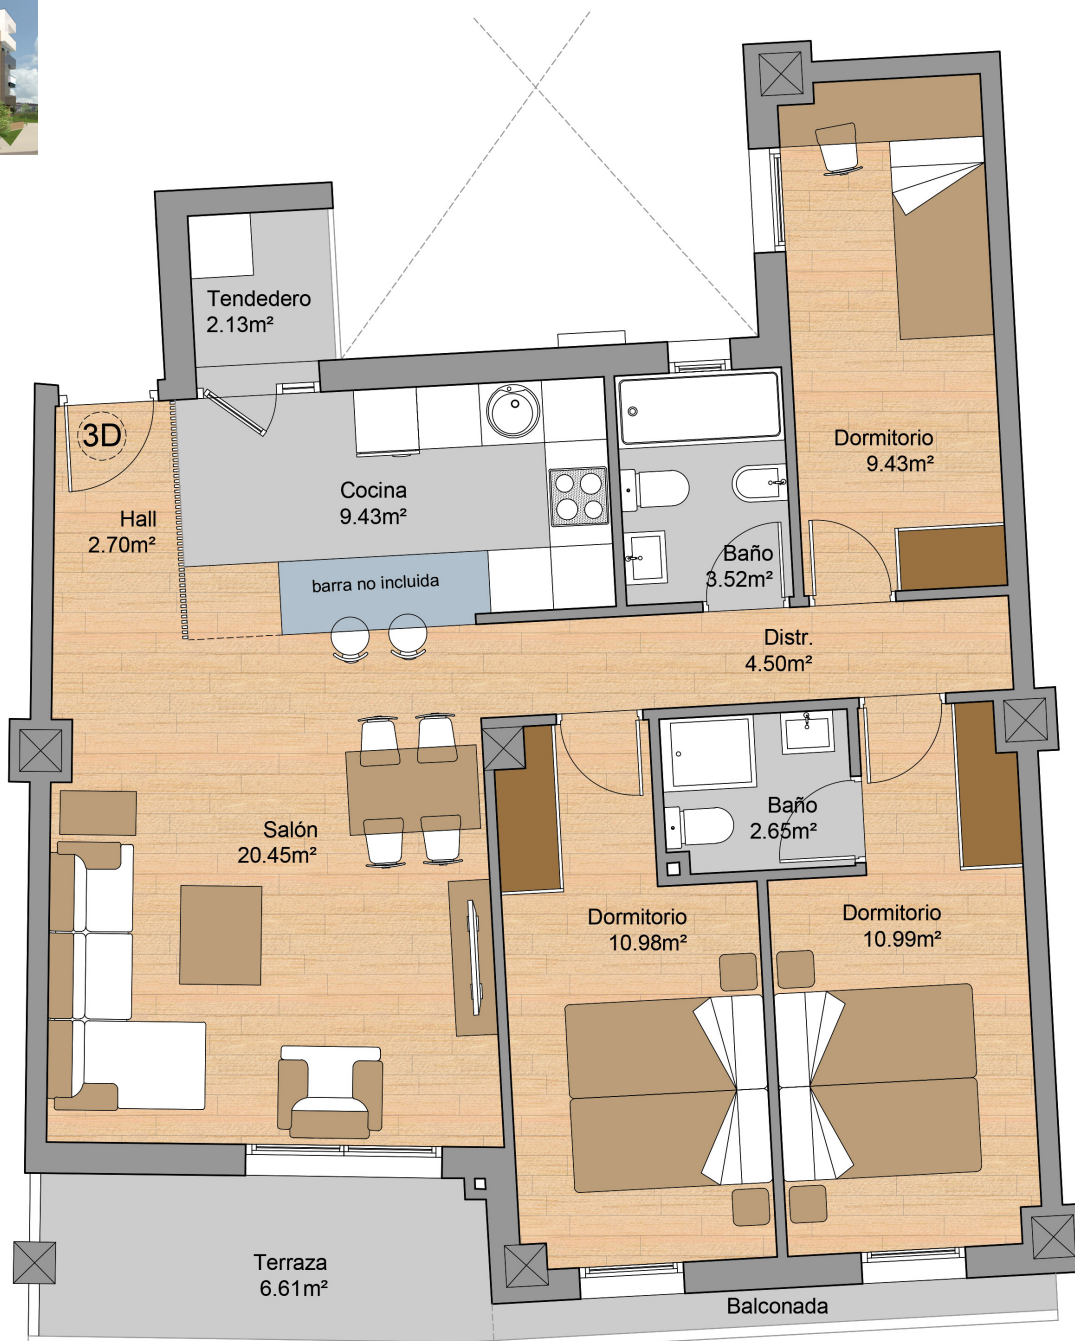 Tendedero
2.13m²
3D
Hall
2.70m²
Cocina
9.43m²
barra no incluida
Baño
3.52m²
Dormitorio
9.43m²
Distr.
4.50m²
Salón
20.45m²
Baño
2.65m²
Dormitorio
10.98m²
Dormitorio
10.99m²
Terraza
6.61m²
Balconada